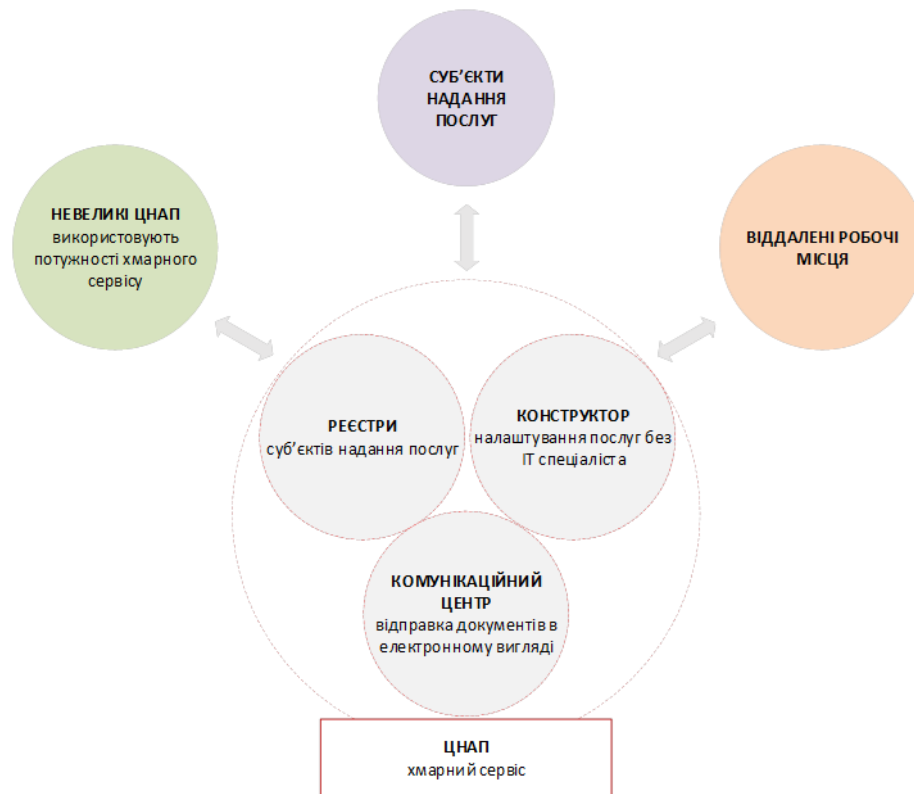 СУБ’ЄКТИ
НАДАННЯ
ПОСЛУГ
НЕВЕЛИКІ ЦНАП
використовують
потужності хмарного
сервісу
ВІДДАЛЕНІ РОБОЧІ
МІСЦЯ
РЕЄСТРИ
суб’єктів надання послуг
КОНСТРУКТОР
налаштування послуг без
ІТ спеціаліста
КОМУНІКАЦІЙНИЙ
ЦЕНТР
відправка документів в
електронному вигляді
ЦНАП
хмарний сервіс